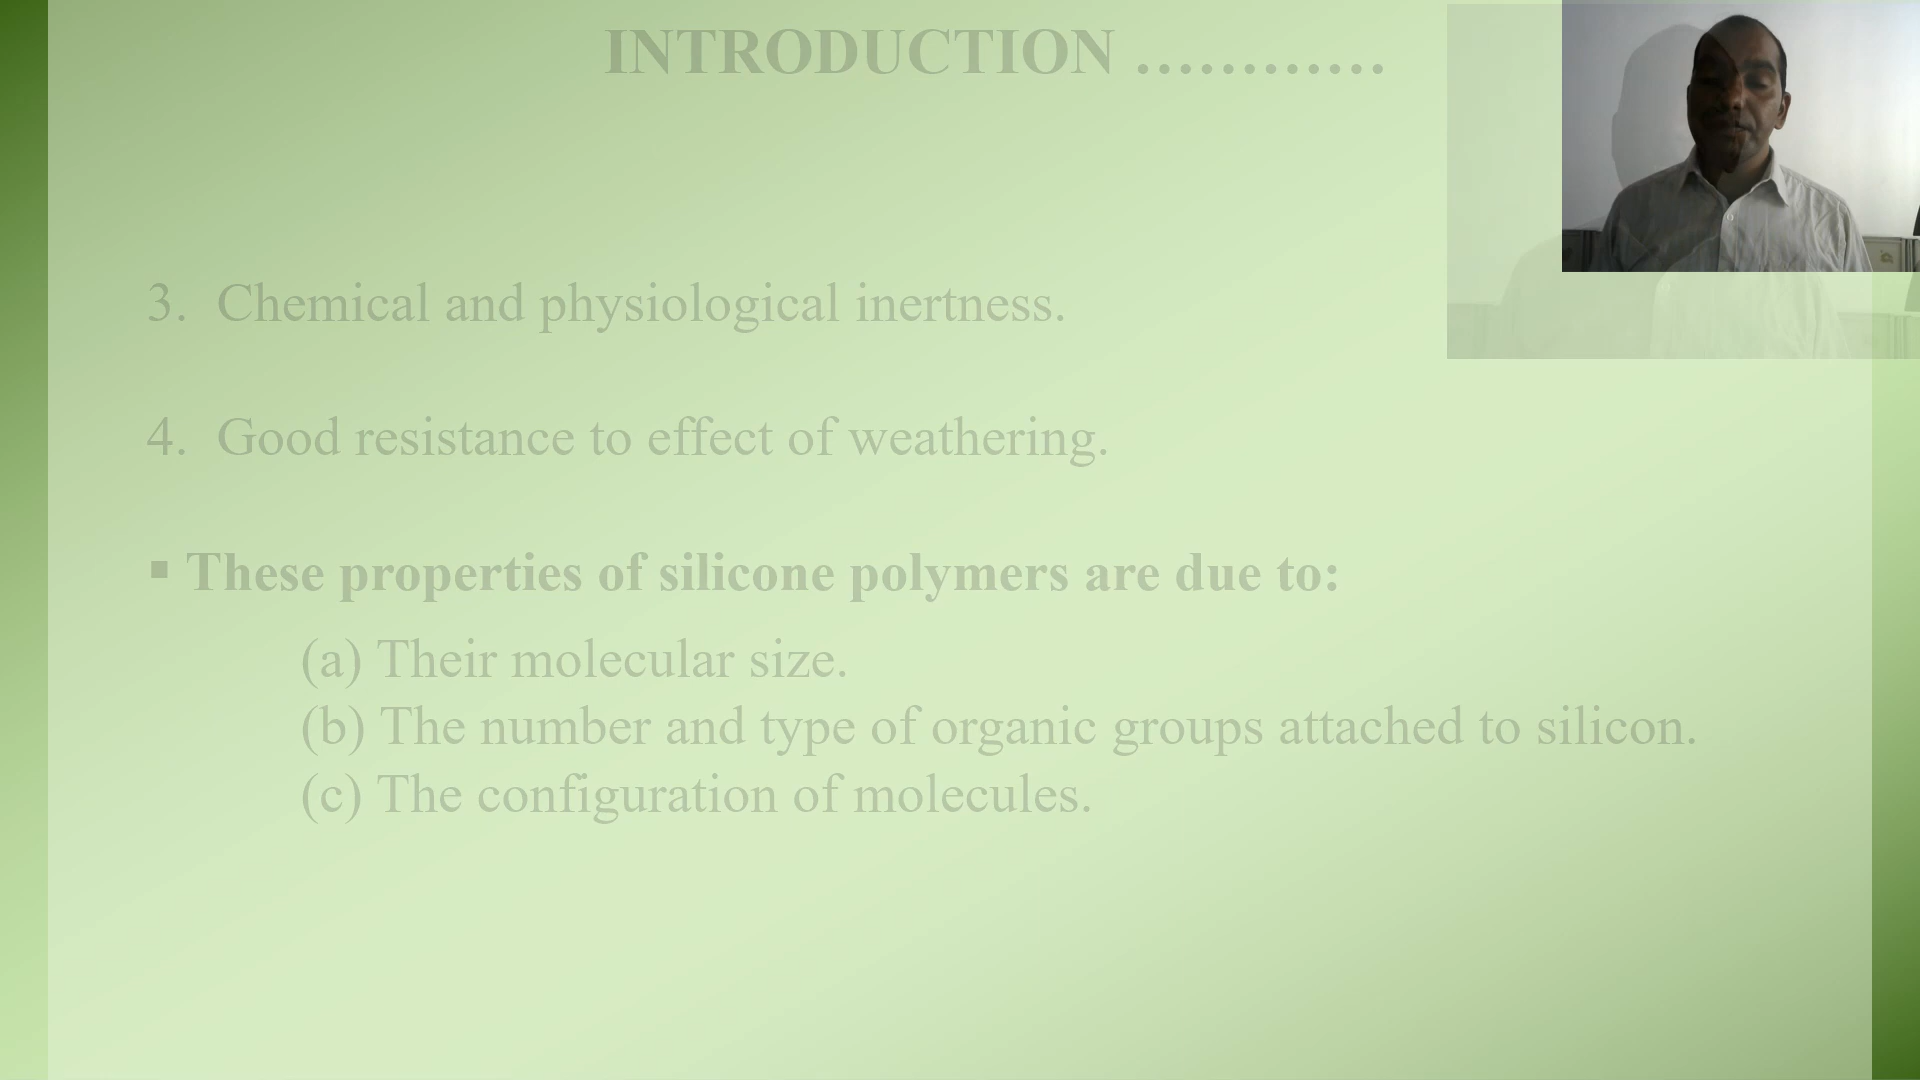 INTRODUCTION …………
3. Chemical and physiological inertness.
4. Good resistance to effect of weathering.
▪ These properties of silicone polymers are due to:
(a) Their molecular size.
(b) The number and type of organic groups attached to silicon.
(c) The configuration of molecules.